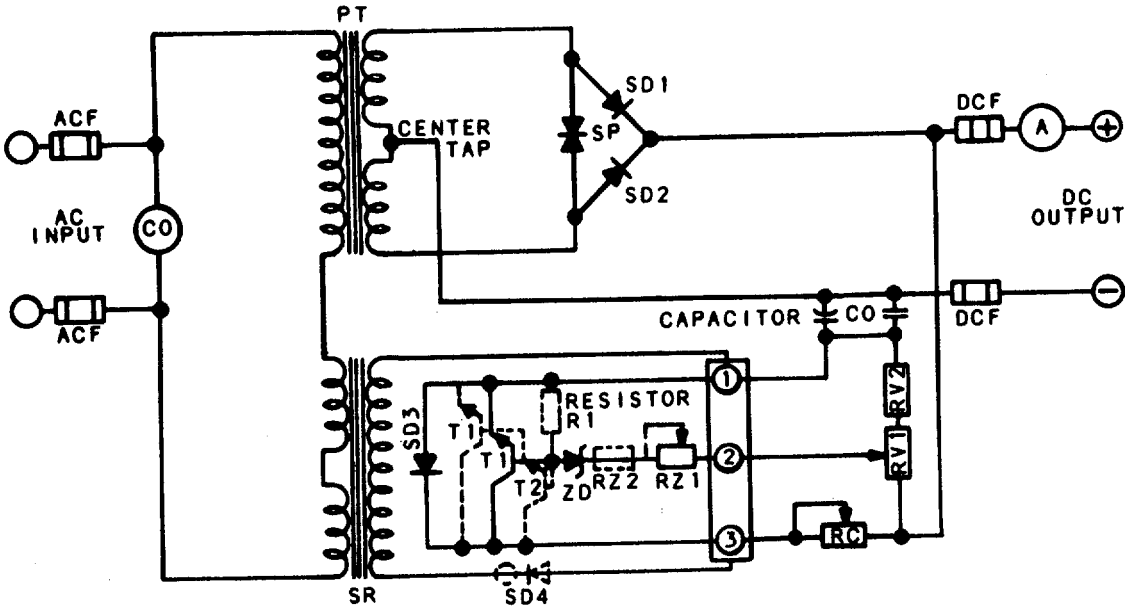 PT
ACF
AC
INPUT
CO
ACF
CENTER
TAP
SD1
SP
SD2
DCF
A
+
DC
OUTPUT
−
DCF
CAPACITOR
CO
RV2
RV1
RC
1
2
3
SD3
T1
T1
T2
RESISTOR
R1
ZD
RZ2
RZ1
SD4
SR